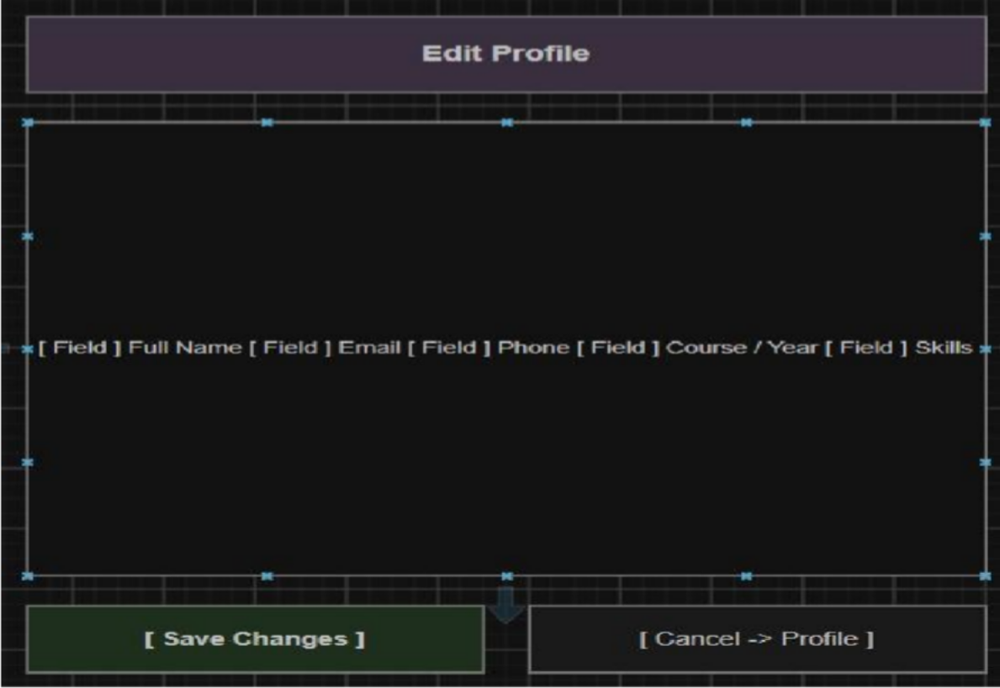 Edit Profile
[ Field ] Full Name [ Field ] Email [ Field ] Phone [ Field ] Course / Year [ Field ] Skills
[ Save Changes ]
[ Cancel -> Profile ]